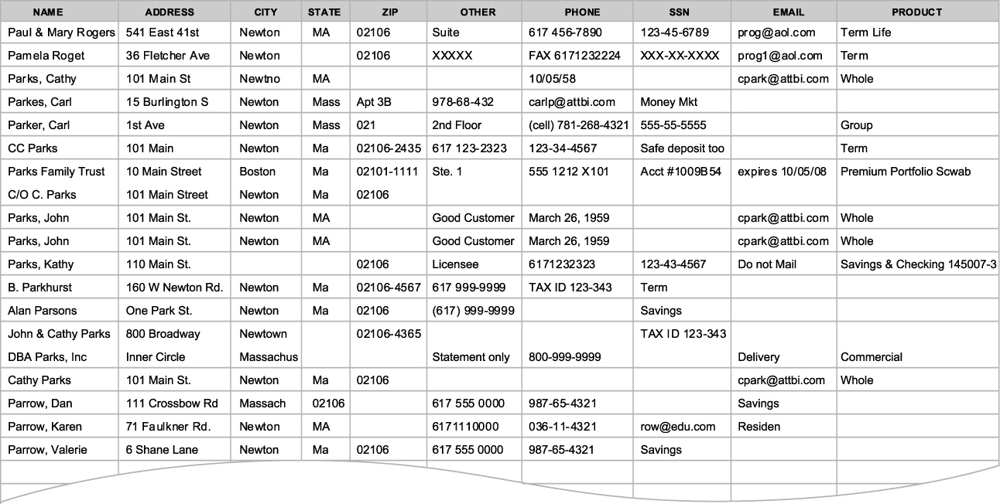 NAME ADDRESS CITY STATE ZIP OTHER PHONE SSN EMAIL PRODUCT
Paul & Mary Rogers 541 East 41st Newton MA 02106 Suite 617 456-7890 123-45-6789 prog@aol.com Term Life
Pamela Roget 36 Fletcher Ave Newton 02106 XXXXX FAX 6171232224 XXX-XX-XXXX prog1@aol.com Term
Parks, Cathy 101 Main St Newtno MA 10/05/58 cpark@attbi.com Whole
Parkes, Carl 15 Burlington S Newton Mass Apt 3B 978-68-432 carlp@attbi.com Money Mkt
Parker, Carl 1st Ave Newton Mass 021 2nd Floor (cell) 781-268-4321 555-55-5555 Group
CC Parks 101 Main Newton Ma 02106-2435 617 123-2323 123-34-4567 Safe deposit too Term
Parks Family Trust 10 Main Street Boston Ma 02101-1111 Ste. 1 555 1212 X101 Acct #1009B54 expires 10/05/08 Premium Portfolio Scwab
C/O C. Parks 101 Main Street Newton Ma 02106
Parks, John 101 Main St. Newton MA Good Customer March 26, 1959 cpark@attbi.com Whole
Parks, John 101 Main St. Newton MA Good Customer March 26, 1959 cpark@attbi.com Whole
Parks, Kathy 110 Main St. 02106 Licensee 6171232323 123-43-4567 Do not Mail Savings & Checking 145007-3
B. Parkhurst 160 W Newton Rd. Newton Ma 02106-4567 617 999-9999 TAX ID 123-343 Term
Alan Parsons One Park St. Newton Ma 02106 (617) 999-9999 Savings
John & Cathy Parks 800 Broadway Newtown 02106-4365 TAX ID 123-343
DBA Parks, Inc Inner Circle Massachus Statement only 800-999-9999 Delivery Commercial
Cathy Parks 101 Main St. Newton Ma 02106 cpark@attbi.com Whole
Parrow, Dan 111 Crossbow Rd Massach 02106 617 555 0000 987-65-4321 Savings
Parrow, Karen 71 Faulkner Rd. Newton MA 6171110000 036-11-4321 row@edu.com Residen
Parrow, Valerie 6 Shane Lane Newton Ma 02106 617 555 0000 987-65-4321 Savings